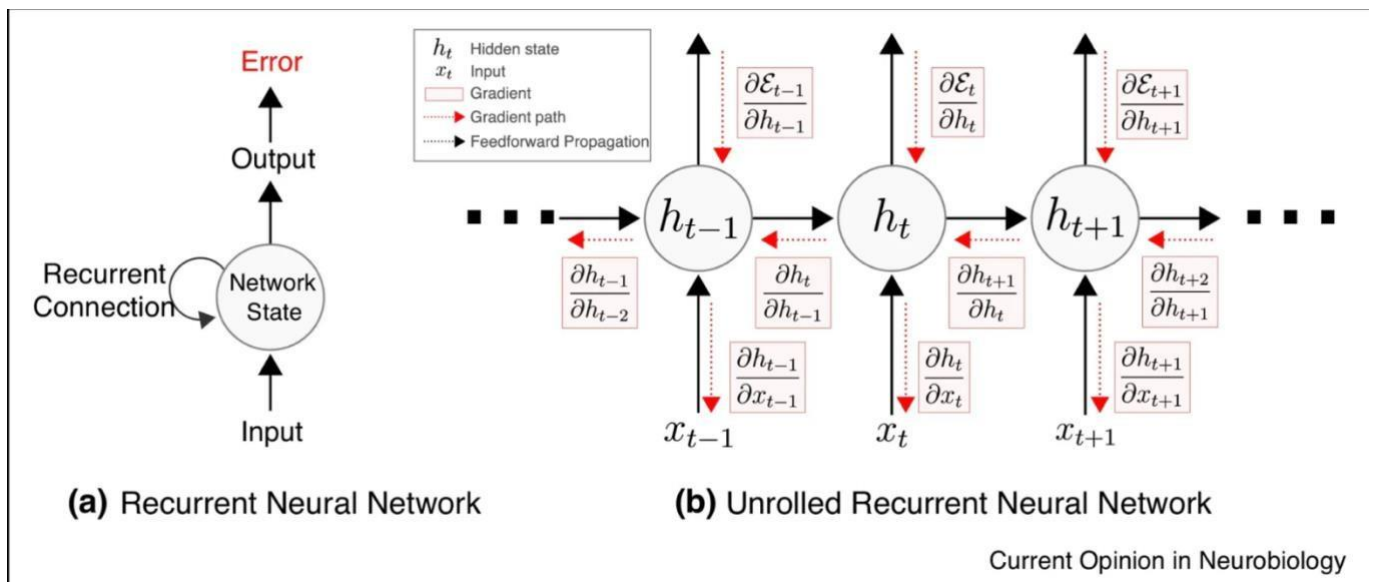 Error
Output
Recurrent
Connection
Network
State
Input
(a) Recurrent Neural Network
h_t Hidden state
x_t Input
Gradient
Gradient path
Feedforward Propagation
∂ℰ_{t−1}
∂h_{t−1}
∂ℰ_t
∂h_t
∂ℰ_{t+1}
∂h_{t+1}
h_{t−1}
h_t
h_{t+1}
∂h_{t−1}
∂h_{t−2}
∂h_t
∂h_{t−1}
∂h_{t+1}
∂h_t
∂h_{t+2}
∂h_{t+1}
∂h_{t−1}
∂x_{t−1}
∂h_t
∂x_t
∂h_{t+1}
∂x_{t+1}
x_{t−1}
x_t
x_{t+1}
(b) Unrolled Recurrent Neural Network
Current Opinion in Neurobiology